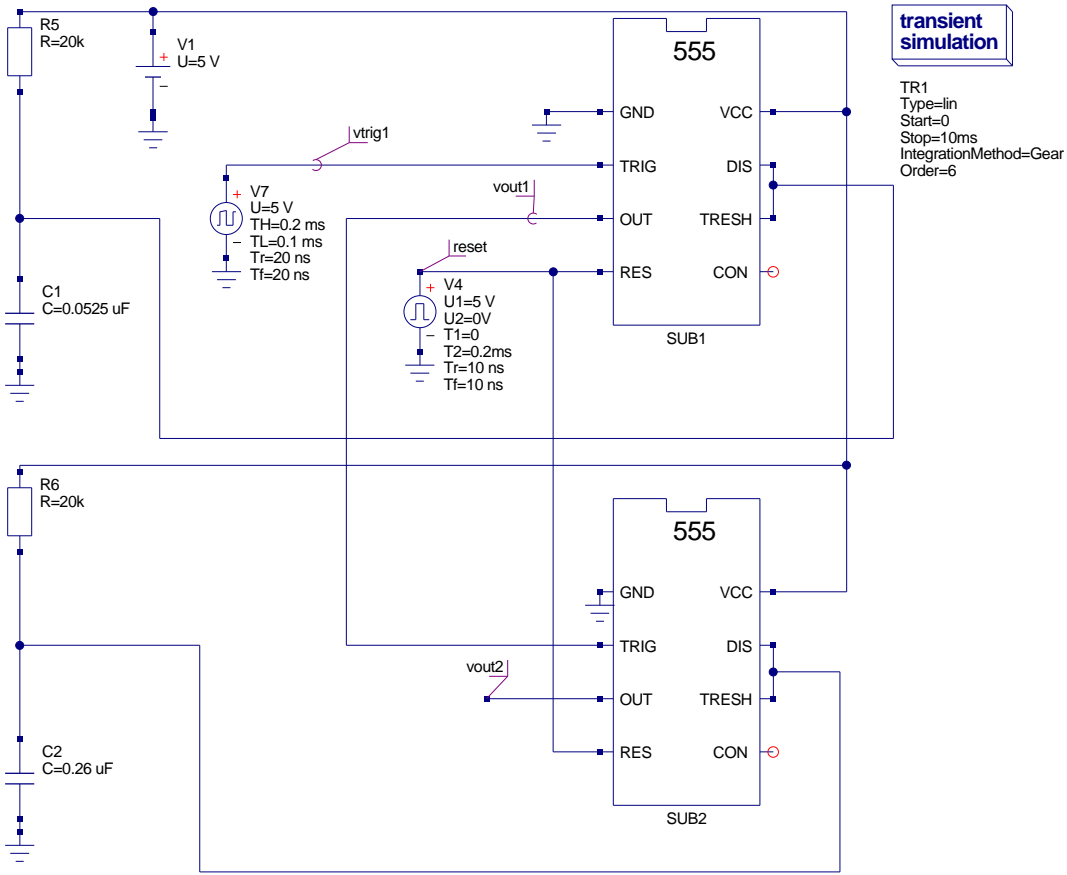 R5
R=20k
V1
U=5 V
+
–
555
GND
VCC
TRIG
DIS
OUT
TRESH
RES
CON
SUB1
transient
simulation
TR1
Type=lin
Start=0
Stop=10ms
IntegrationMethod=Gear
Order=6
vtrig1
+
–
V7
U=5 V
TH=0.2 ms
TL=0.1 ms
Tr=20 ns
Tf=20 ns
vout1
reset
+
–
V4
U1=5 V
U2=0V
T1=0
T2=0.2ms
Tr=10 ns
Tf=10 ns
C1
C=0.0525 uF
R6
R=20k
555
GND
VCC
TRIG
DIS
OUT
TRESH
RES
CON
SUB2
vout2
C2
C=0.26 uF